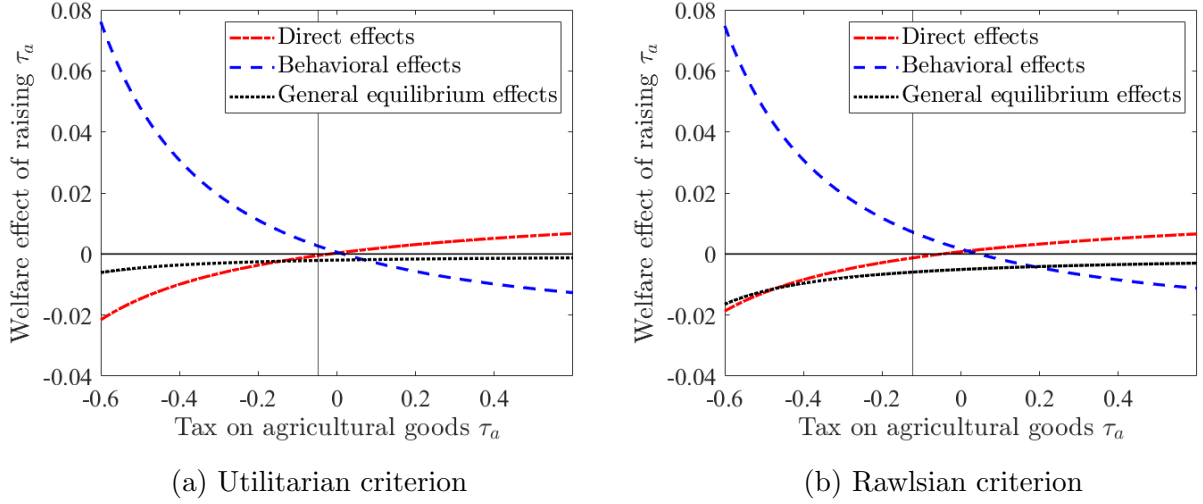 Welfare effect of raising τₐ
0.08
0.06
0.04
0.02
0
-0.02
-0.04
Direct effects
Behavioral effects
General equilibrium effects
-0.6 -0.4 -0.2 0 0.2 0.4
Tax on agricultural goods τₐ
(a) Utilitarian criterion
Welfare effect of raising τₐ
0.08
0.06
0.04
0.02
0
-0.02
-0.04
Direct effects
Behavioral effects
General equilibrium effects
-0.6 -0.4 -0.2 0 0.2 0.4
Tax on agricultural goods τₐ
(b) Rawlsian criterion